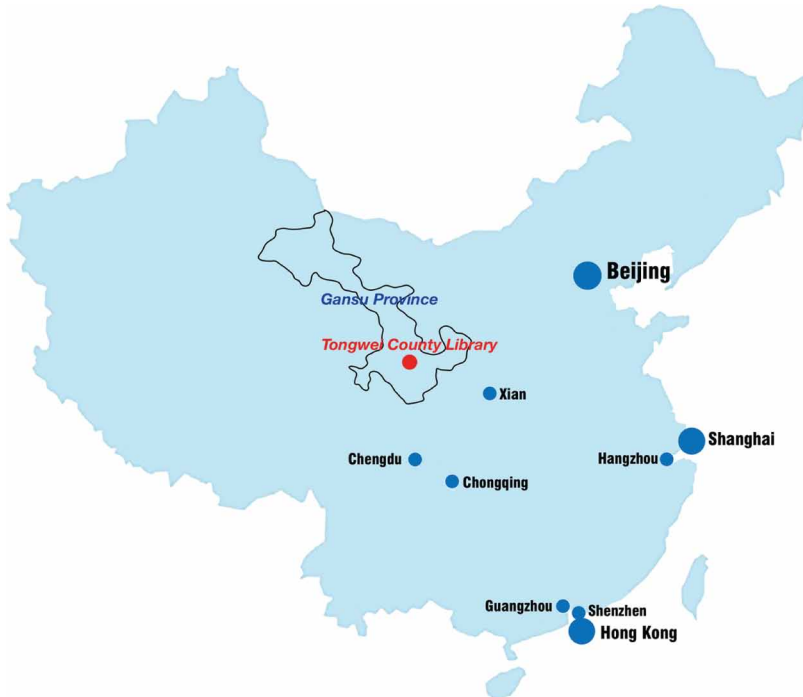 Beijing
Gansu Province
Tongwei County Library
Xian
Shanghai
Chengdu
Hangzhou
Chongqing
Guangzhou
Shenzhen
Hong Kong